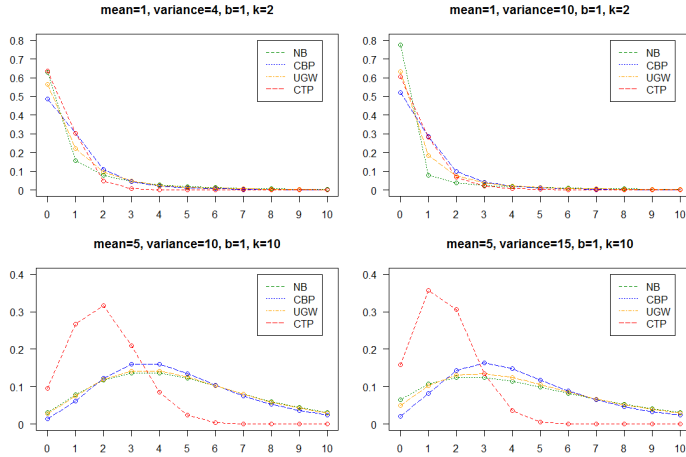 mean=1, variance=4, b=1, k=2
0.8
0.7
0.6
0.5
0.4
0.3
0.2
0.1
0
NB
CBP
UGW
CTP
0 1 2 3 4 5 6 7 8 9 10
mean=1, variance=10, b=1, k=2
0.8
0.7
0.6
0.5
0.4
0.3
0.2
0.1
0
NB
CBP
UGW
CTP
0 1 2 3 4 5 6 7 8 9 10
mean=5, variance=10, b=1, k=10
0.4
0.3
0.2
0.1
0
NB
CBP
UGW
CTP
0 1 2 3 4 5 6 7 8 9 10
mean=5, variance=15, b=1, k=10
0.4
0.3
0.2
0.1
0
NB
CBP
UGW
CTP
0 1 2 3 4 5 6 7 8 9 10